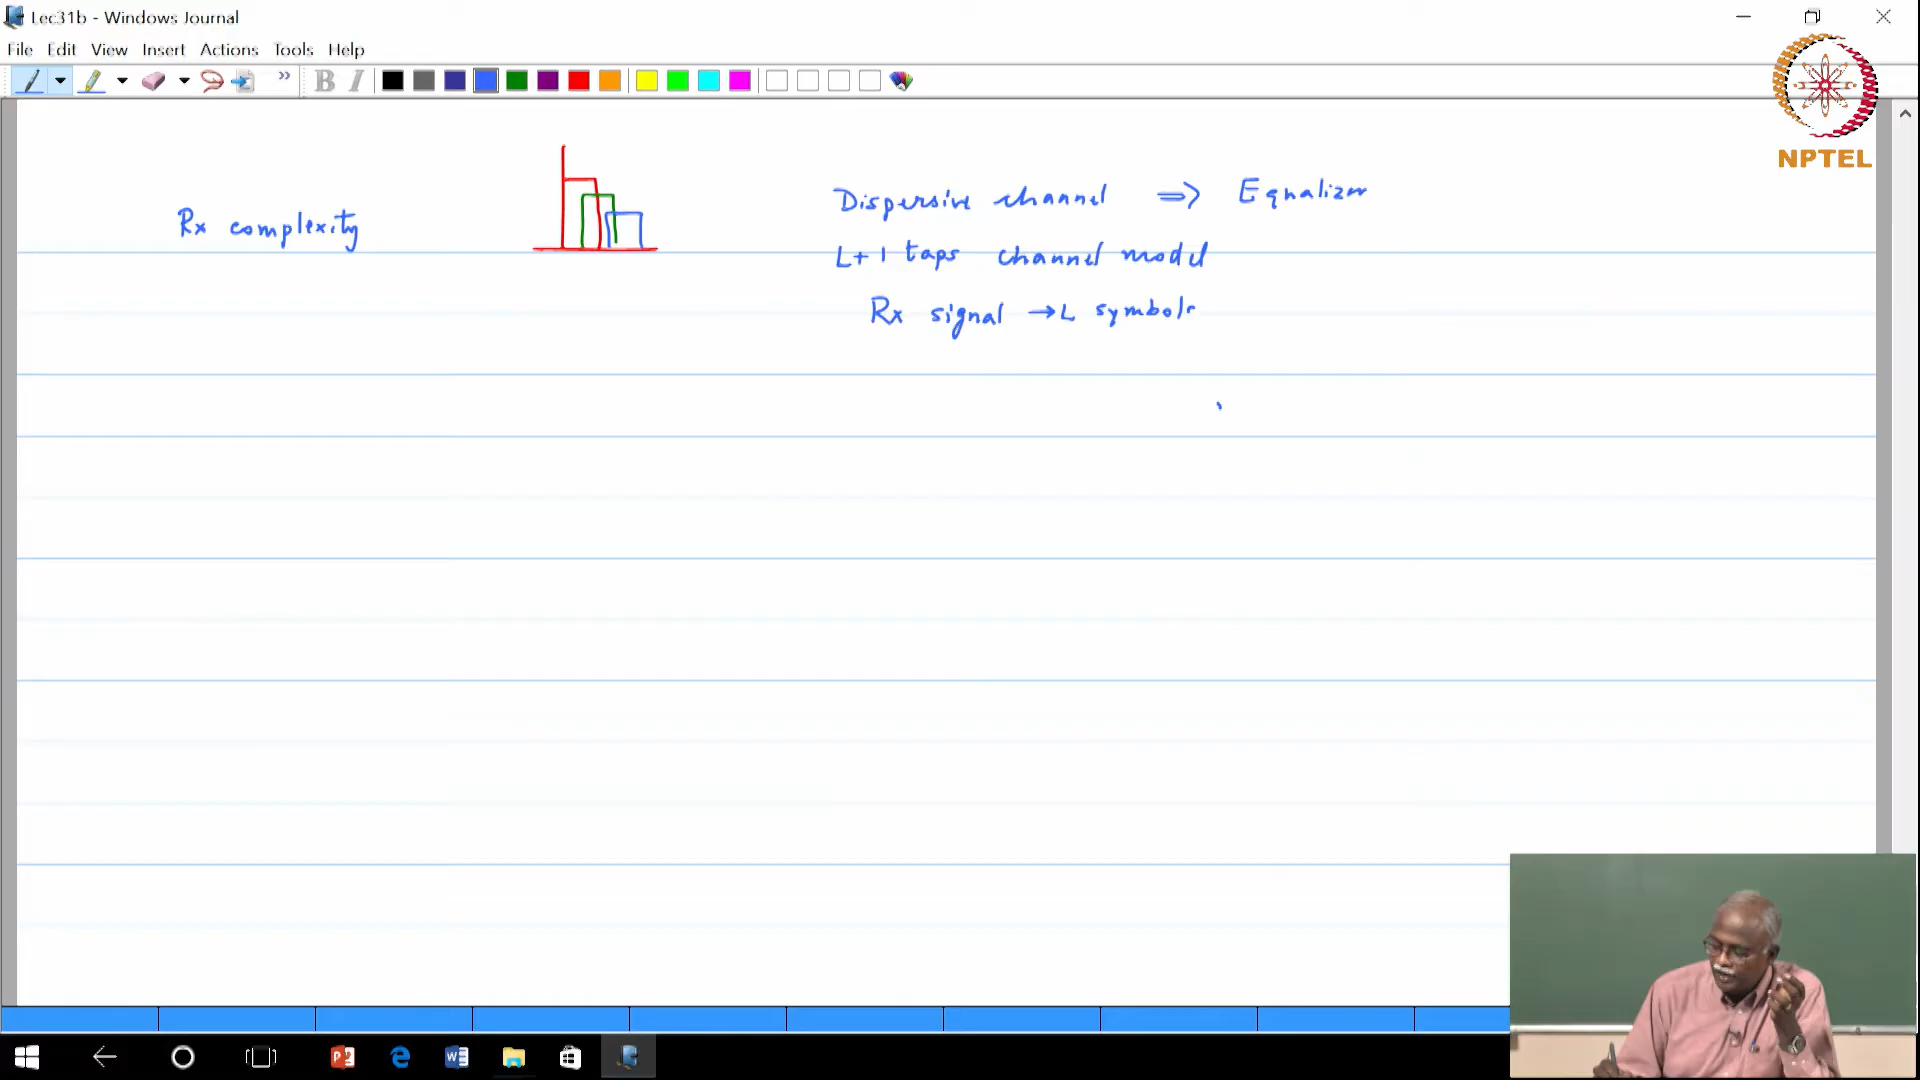 Lec31b - Windows Journal
File Edit View Insert Actions Tools Help
B I
NPTEL
Rx complexity
Dispersive channel ⇒ Equalizer
L+1 taps channel model
Rx signal → L symbols